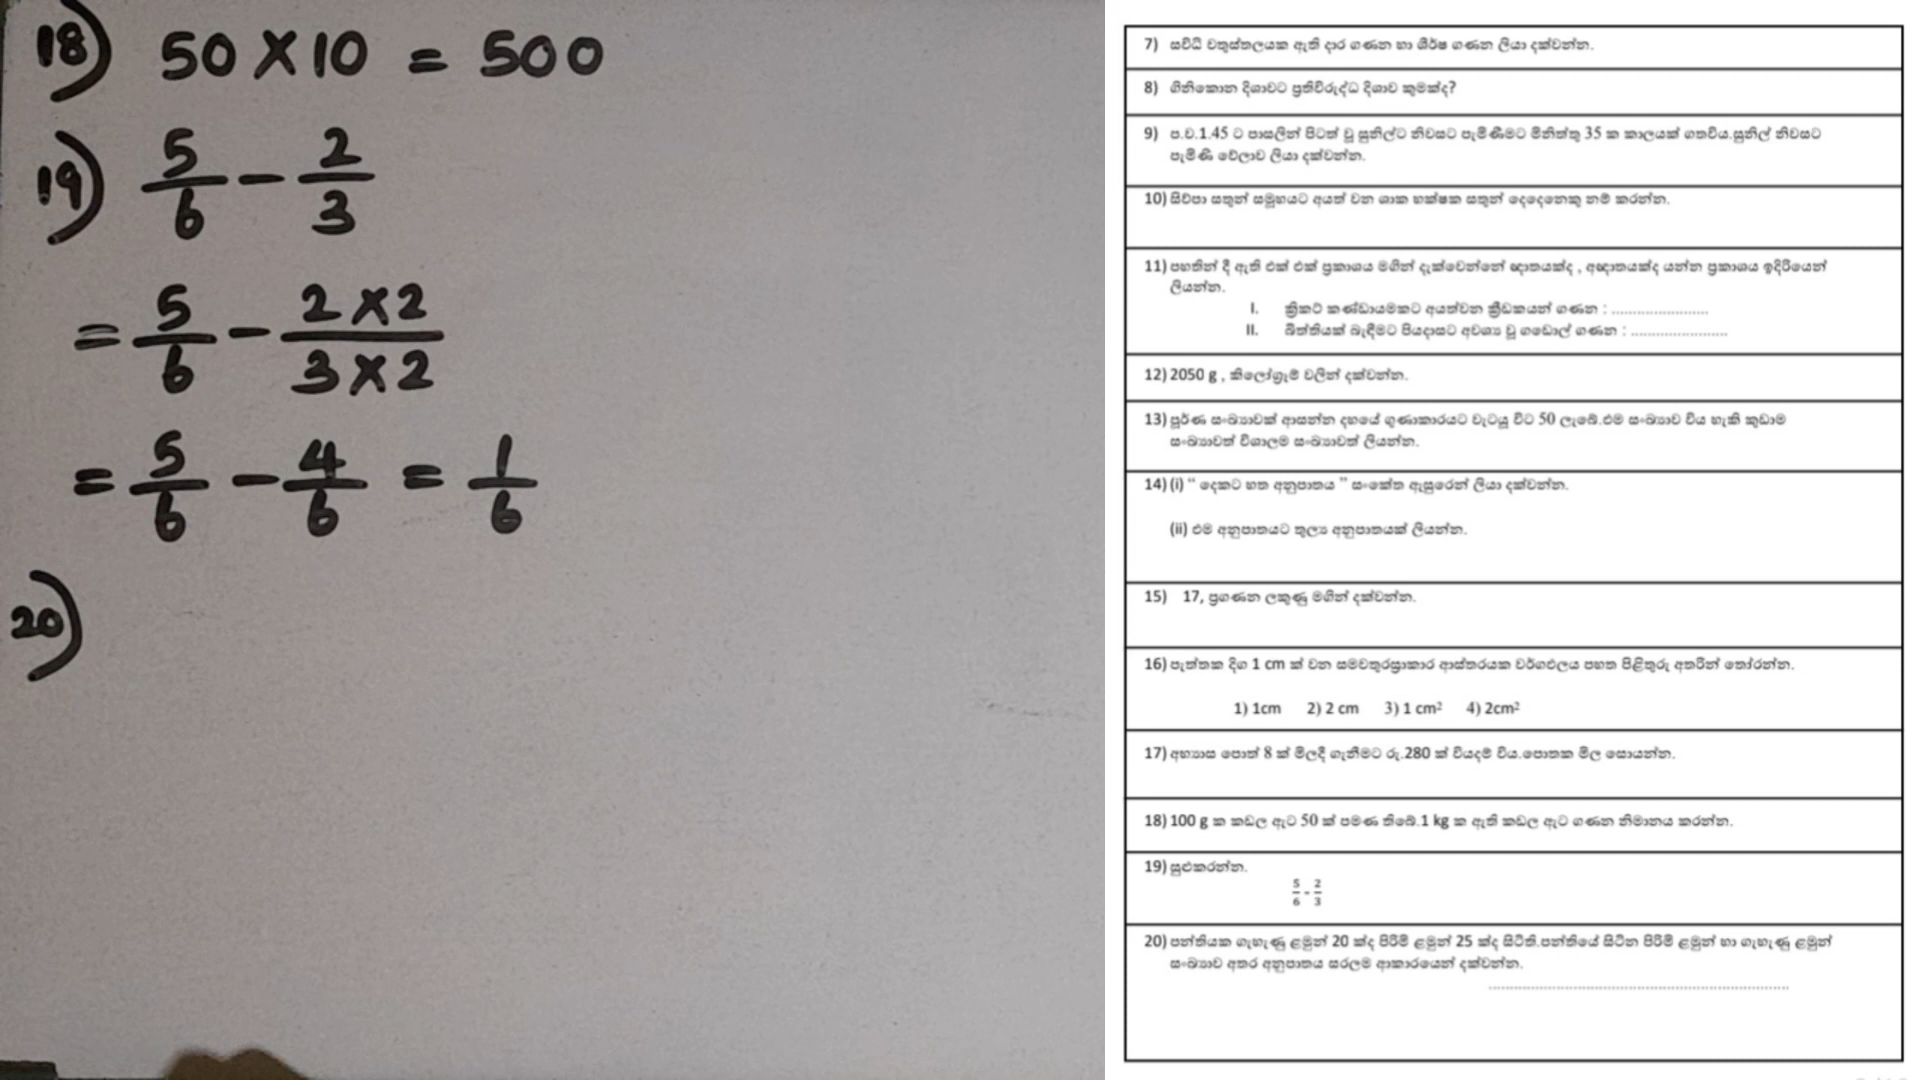 18) 50 × 10 = 500
19) 5/6 - 2/3
= 5/6 - 2×2/3×2
= 5/6 - 4/6 = 1/6
20)
7) සවිධි චතුස්තලයක ඇති දාර ගණන හා ශීර්ෂ ගණන ලියා දක්වන්න.
8) ගිනිකොන දිශාවට ප්‍රතිවිරුද්ධ දිශාව කුමක්ද?
9) ප.ව.1.45 ට පාසලින් පිටත් වූ සුනිල්ට නිවසට පැමිණීමට මිනිත්තු 35 ක කාලයක් ගතවිය.සුනිල් නිවසට
පැමිණි වේලාව ලියා දක්වන්න.
10) සිව්පා සතුන් සමූහයට අයත් වන ශාක භක්ෂක සතුන් දෙදෙනෙකු නම් කරන්න.
11) පහතින් දී ඇති එක් එක් ප්‍රකාශය මගින් දැක්වෙන්නේ ඥාතයක්ද , අඥාතයක්ද යන්න ප්‍රකාශය ඉදිරියෙන්
ලියන්න.
I. ක්‍රිකට් කණ්ඩායමකට අයත්වන ක්‍රීඩකයන් ගණන : ........................
II. බිත්තියක් බැඳීමට පියදාසට අවශ්‍ය වූ ගඩොල් ගණන : ........................
12) 2050 g , කිලෝග්‍රෑම් වලින් දක්වන්න.
13) පූර්ණ සංඛ්‍යාවක් ආසන්න දහයේ ගුණාකාරයට වැටයූ විට 50 ලැබේ.එම සංඛ්‍යාව විය හැකි කුඩාම
සංඛ්‍යාවත් විශාලම සංඛ්‍යාවත් ලියන්න.
14) (i) “ දෙකට හත අනුපාතය ” සංකේත ඇසුරෙන් ලියා දක්වන්න.
(ii) එම අනුපාතයට තුල්‍ය අනුපාතයක් ලියන්න.
15) 17, ප්‍රගණන ලකුණු මගින් දක්වන්න.
16) පැත්තක දිග 1 cm ක් වන සමචතුරස්‍රාකාර ආස්තරයක වර්ගඵලය පහත පිළිතුරු අතරින් තෝරන්න.
1) 1cm 2) 2 cm 3) 1 cm² 4) 2cm²
17) අභ්‍යාස පොත් 8 ක් මිලදී ගැනීමට රු.280 ක් වියදම් විය.පොතක මිල සොයන්න.
18) 100 g ක කඩල ඇට 50 ක් පමණ තිබේ.1 kg ක ඇති කඩල ඇට ගණන නිමානය කරන්න.
19) සුළුකරන්න.
5/6 - 2/3
20) පන්තියක ගැහැණු ළමුන් 20 ක්ද පිරිමි ළමුන් 25 ක්ද සිටිති.පන්තියේ සිටින පිරිමි ළමුන් හා ගැහැණු ළමුන්
සංඛ්‍යාව අතර අනුපාතය සරලම ආකාරයෙන් දක්වන්න.
...........................................................................